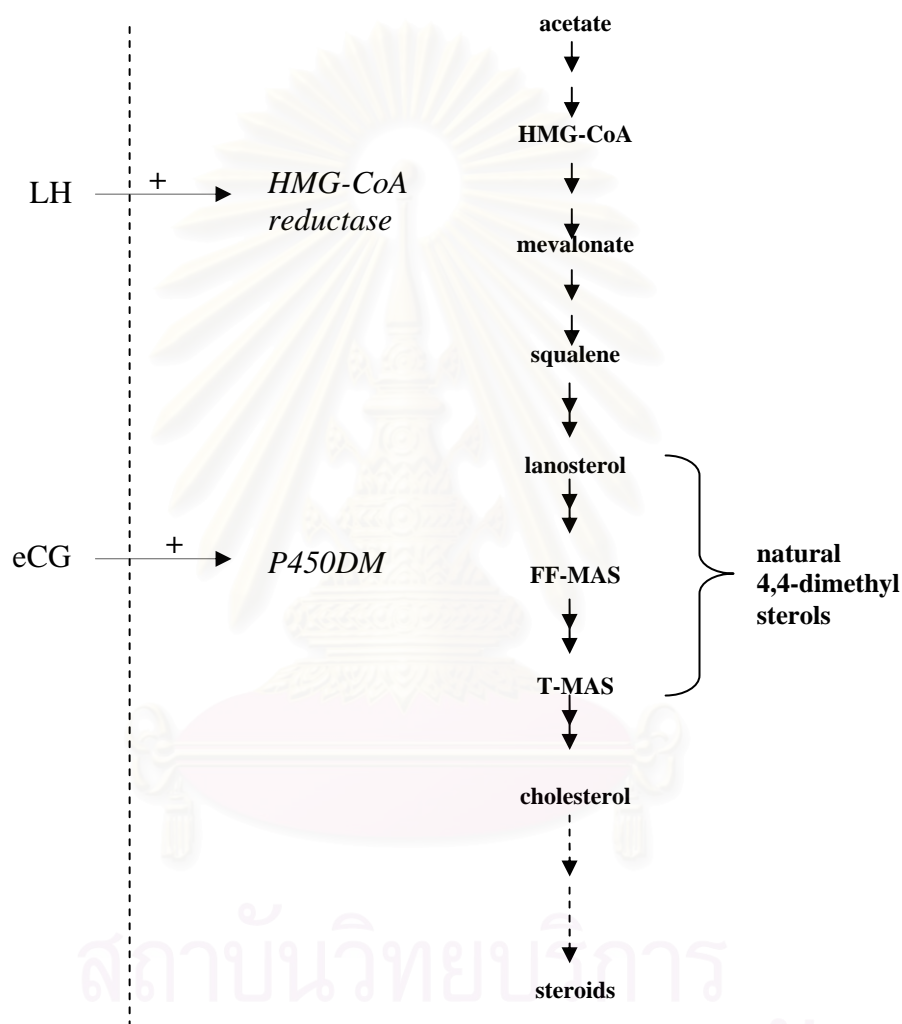 acetate
HMG-CoA
LH
+
HMG-CoA
reductase
mevalonate
squalene
lanosterol
eCG
+
P450DM
FF-MAS
natural
4,4-dimethyl
sterols
T-MAS
cholesterol
สถาบันวิทยบริการ
steroids